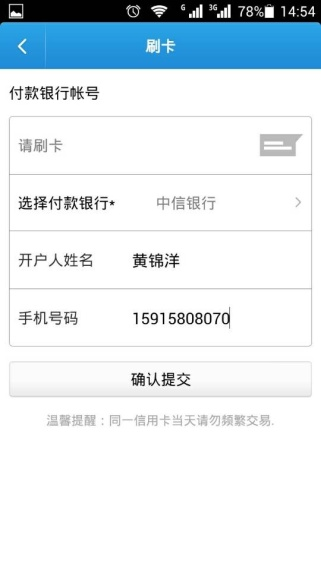 G 3G 78% 14:54
刷卡
付款银行帐号
请刷卡
选择付款银行* 中信银行
开户人姓名 黄锦洋
手机号码 15915808070
确认提交
温馨提醒：同一信用卡当天请勿频繁交易.